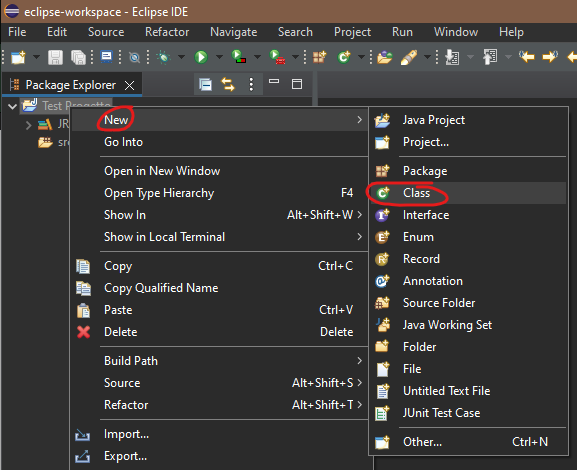 eclipse-workspace - Eclipse IDE
File Edit Source Refactor Navigate Search Project Run Window Help
Package Explorer
Test Progetto
JR
src
New
Go Into
Open in New Window
Open Type Hierarchy F4
Show In Alt+Shift+W
Show in Local Terminal
Copy Ctrl+C
Copy Qualified Name
Paste Ctrl+V
Delete Delete
Build Path
Source Alt+Shift+S
Refactor Alt+Shift+T
Import...
Export...
Java Project
Project...
Package
Class
Interface
Enum
Record
Annotation
Source Folder
Java Working Set
Folder
File
Untitled Text File
JUnit Test Case
Other... Ctrl+N